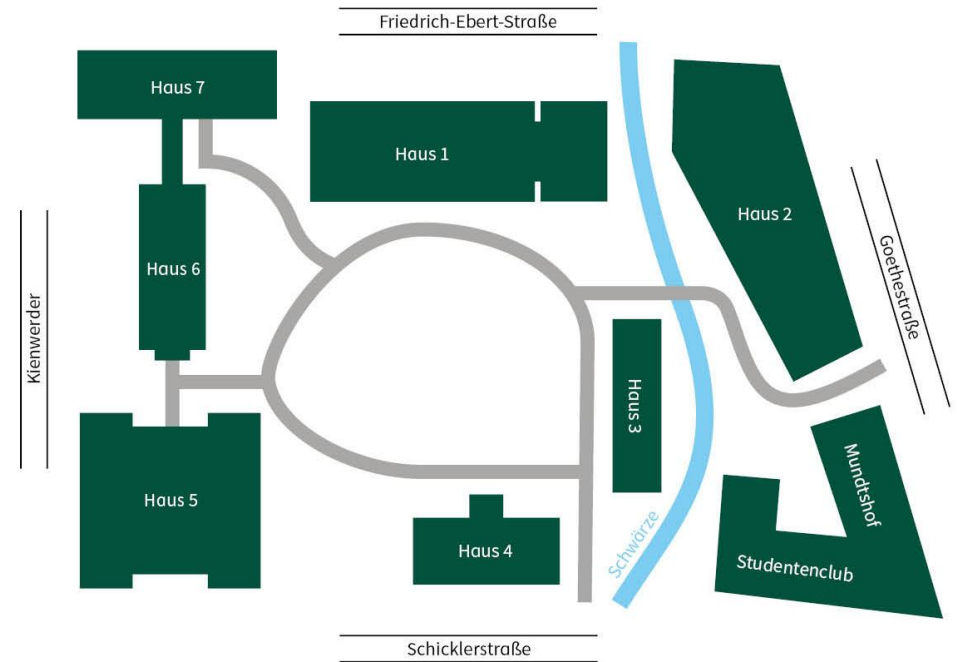 Friedrich-Ebert-Straße
Haus 7
Haus 1
Haus 2
Haus 6
Goethestraße
Kienwerder
Haus 3
Haus 5
Haus 4
Schwärze
Mundtshof
Studentenclub
Schicklerstraße